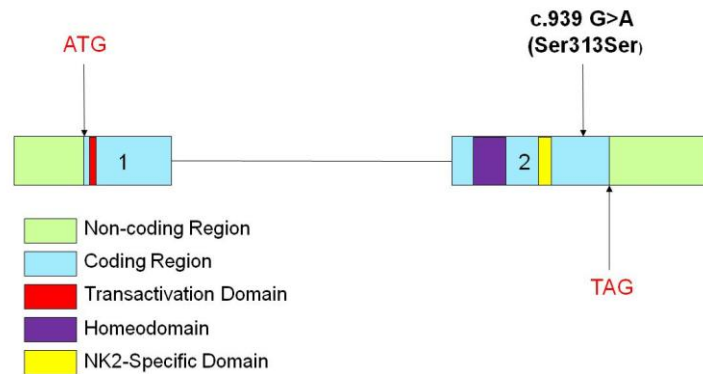 c.939 G>A
(Ser313Ser)
ATG
1
2
TAG
Non-coding Region
Coding Region
Transactivation Domain
Homeodomain
NK2-Specific Domain